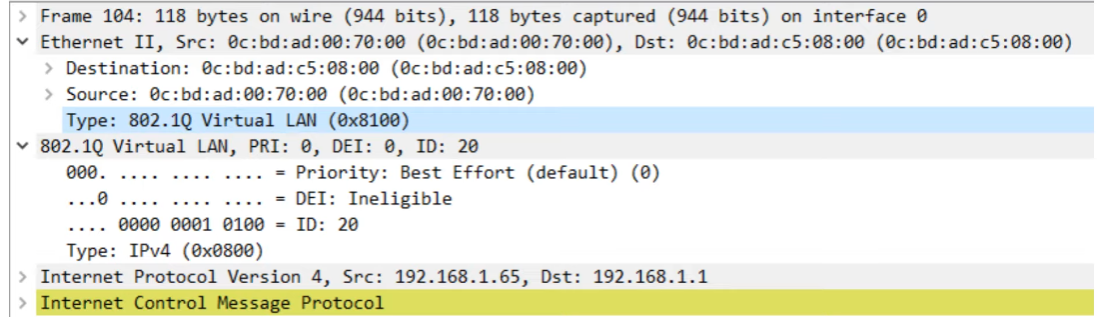 Frame 104: 118 bytes on wire (944 bits), 118 bytes captured (944 bits) on interface 0
Ethernet II, Src: 0c:bd:ad:00:70:00 (0c:bd:ad:00:70:00), Dst: 0c:bd:ad:c5:08:00 (0c:bd:ad:c5:08:00)
Destination: 0c:bd:ad:c5:08:00 (0c:bd:ad:c5:08:00)
Source: 0c:bd:ad:00:70:00 (0c:bd:ad:00:70:00)
Type: 802.1Q Virtual LAN (0x8100)
802.1Q Virtual LAN, PRI: 0, DEI: 0, ID: 20
000. .... .... .... = Priority: Best Effort (default) (0)
...0 .... .... .... = DEI: Ineligible
.... 0000 0001 0100 = ID: 20
Type: IPv4 (0x0800)
Internet Protocol Version 4, Src: 192.168.1.65, Dst: 192.168.1.1
Internet Control Message Protocol